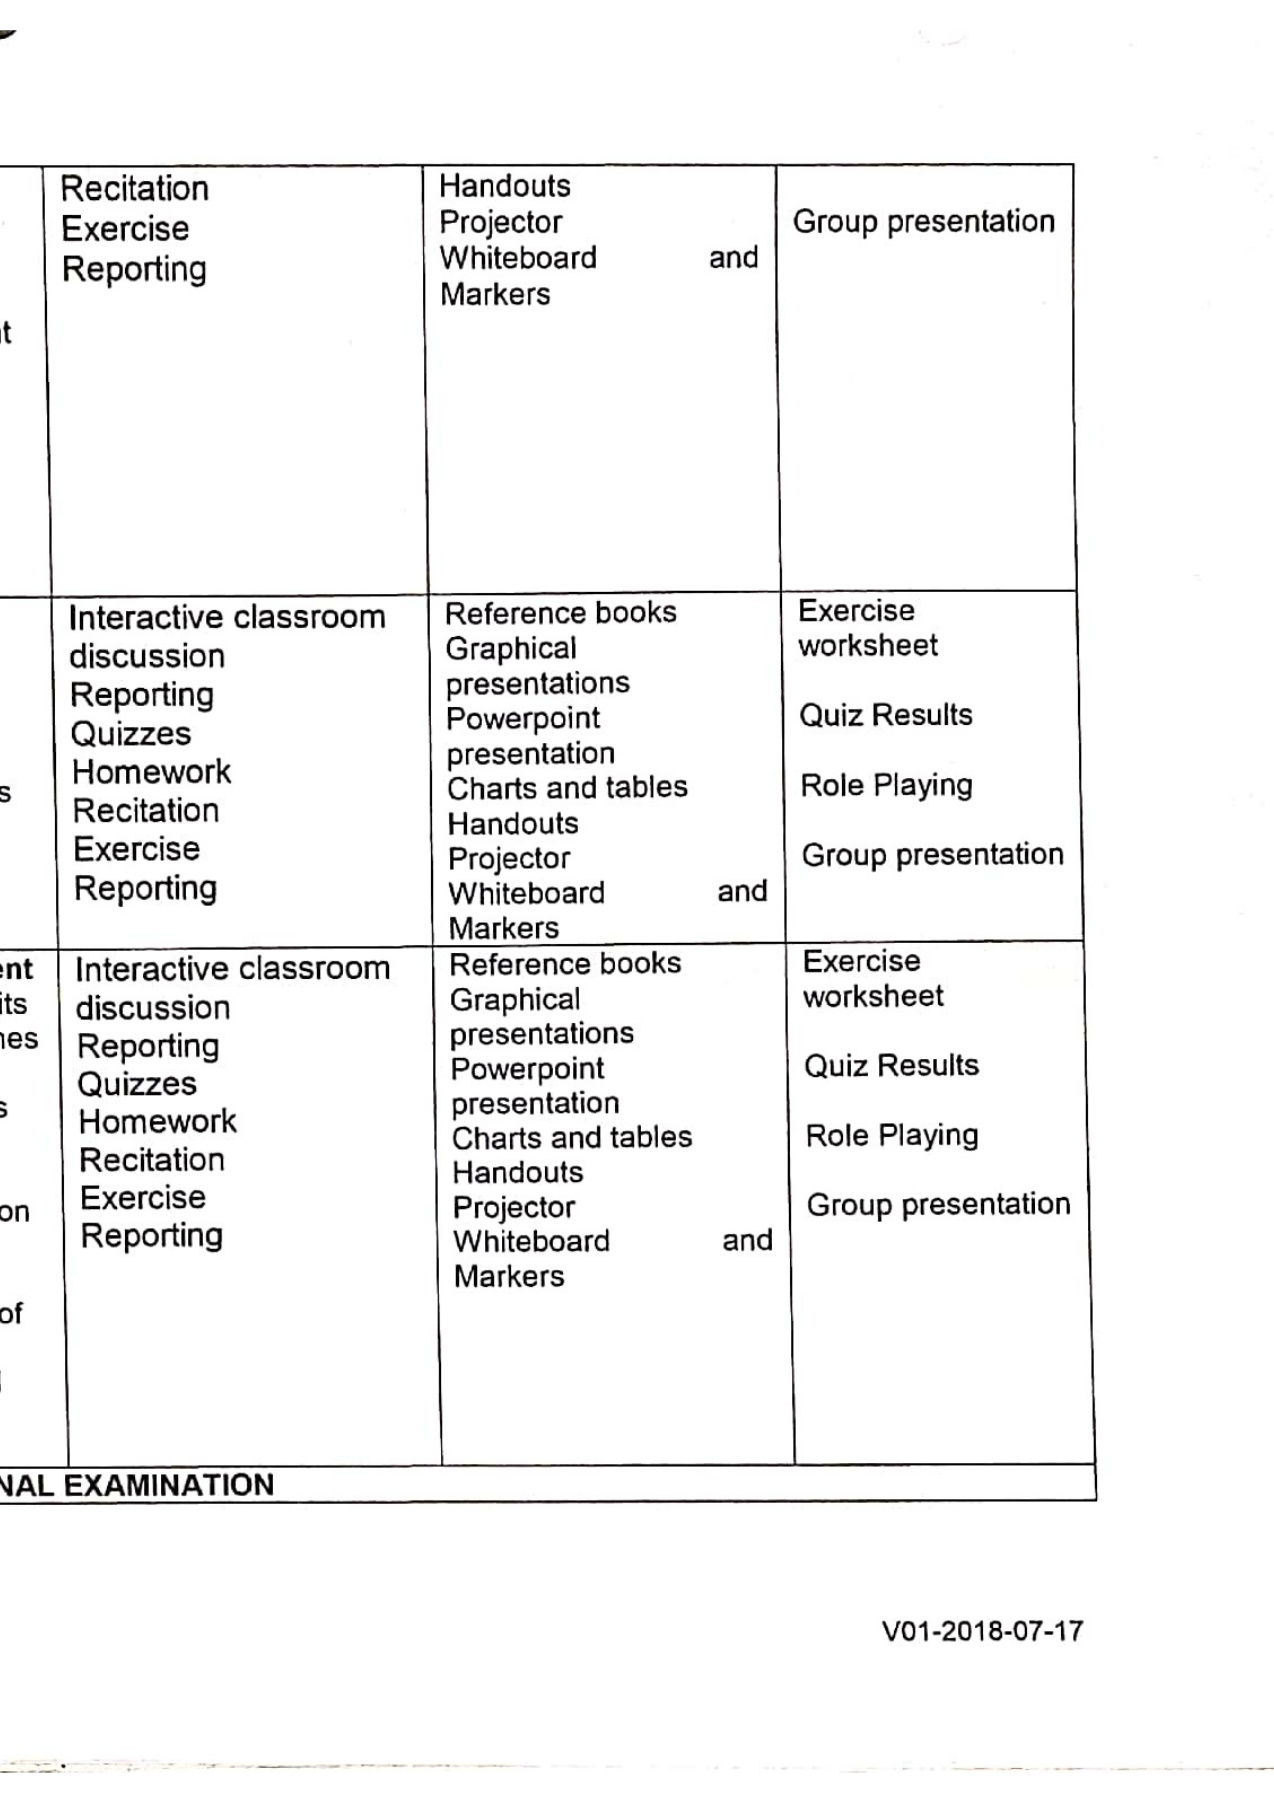 Recitation
Exercise
Reporting
Handouts
Projector
Whiteboard and
Markers
Group presentation
Interactive classroom
discussion
Reporting
Quizzes
Homework
Recitation
Exercise
Reporting
Reference books
Graphical
presentations
Powerpoint
presentation
Charts and tables
Handouts
Projector
Whiteboard and
Markers
Exercise
worksheet
Quiz Results
Role Playing
Group presentation
Interactive classroom
discussion
Reporting
Quizzes
Homework
Recitation
Exercise
Reporting
Reference books
Graphical
presentations
Powerpoint
presentation
Charts and tables
Handouts
Projector
Whiteboard and
Markers
Exercise
worksheet
Quiz Results
Role Playing
Group presentation
of
NAL EXAMINATION
V01-2018-07-17